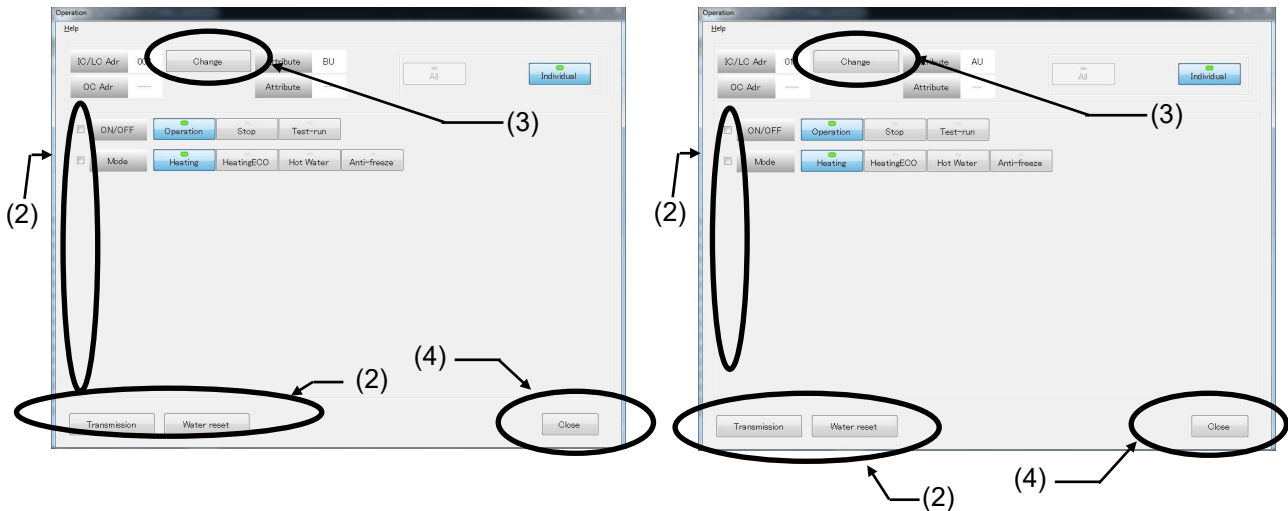 Operation
Help
IC/LC Adr Change Attribute BU
All Individual
OC Adr --- Attribute ---
(3)
ON/OFF Operation Stop Test-run
(2)
Mode Heating HeatingECO Hot Water Anti-freeze
(4)
(2)
Transmission Water reset Close
Operation
Help
IC/LC Adr Change Attribute AU
All Individual
OC Adr --- Attribute ---
(3)
ON/OFF Operation Stop Test-run
(2)
Mode Heating HeatingECO Hot Water Anti-freeze
Transmission Water reset Close
(4)
(2)